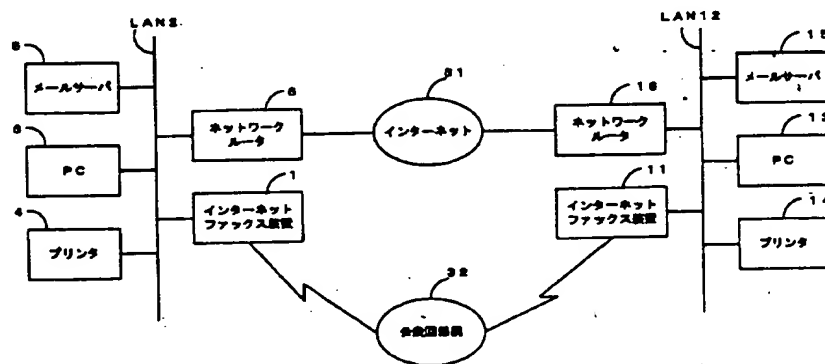 LAN2
LAN12
メールサーバ
15
メールサーバ
6
ネットワーク
ルータ
31
インターネット
16
ネットワーク
ルータ
PC
13
PC
1
インターネット
ファックス装置
11
インターネット
ファックス装置
4
プリンタ
14
プリンタ
32
公衆回線網